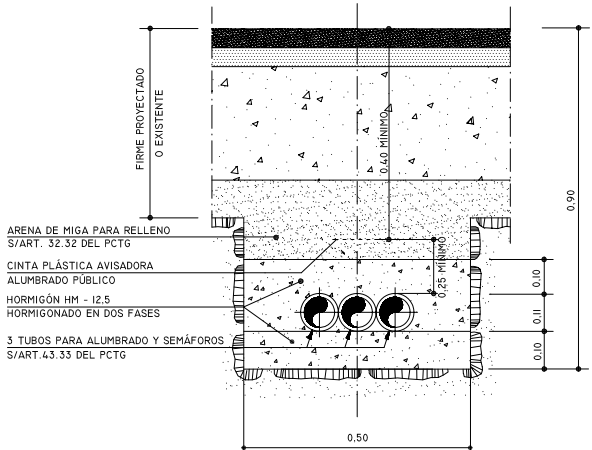 FIRME PROYECTADO
O EXISTENTE
0,40 MÍNIMO
0,90
ARENA DE MIGA PARA RELLENO
S/ART. 32.32 DEL PCTG
CINTA PLÁSTICA AVISADORA
ALUMBRADO PÚBLICO
0,25 MÍNIMO
0,10
HORMIGÓN HM - 12,5
HORMIGONADO EN DOS FASES
0,11
3 TUBOS PARA ALUMBRADO Y SEMÁFOROS
S/ART.43.33 DEL PCTG
0,10
0,50